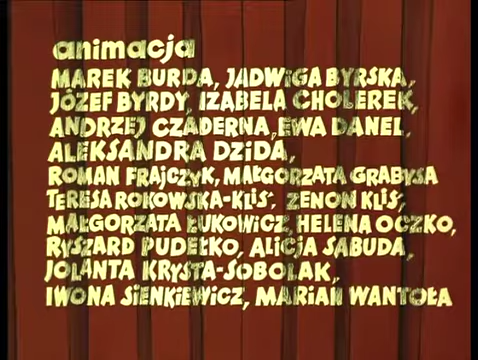 animacja
MAREK BURDA, JADWIGA BYRSKA,
JÓZEF BYRDY, IZABELA CHOLEREK,
ANDRZEJ CZADERNA, EWA DANEL,
ALEKSANDRA DZIDA,
ROMAN FRAJCZYK, MAŁGORZATA GRABYSA
TERESA ROKOWSKA-KLIŚ, ZENON KLIŚ,
MAŁGORZATA ŁUKOWICZ, HELENA OCZKO,
RYSZARD PUDEŁKO, ALICJA SABUDA,
JOLANTA KRYSTA-SOBOLAK,
IWONA SIENKIEWICZ, MARIAN WANTOŁA